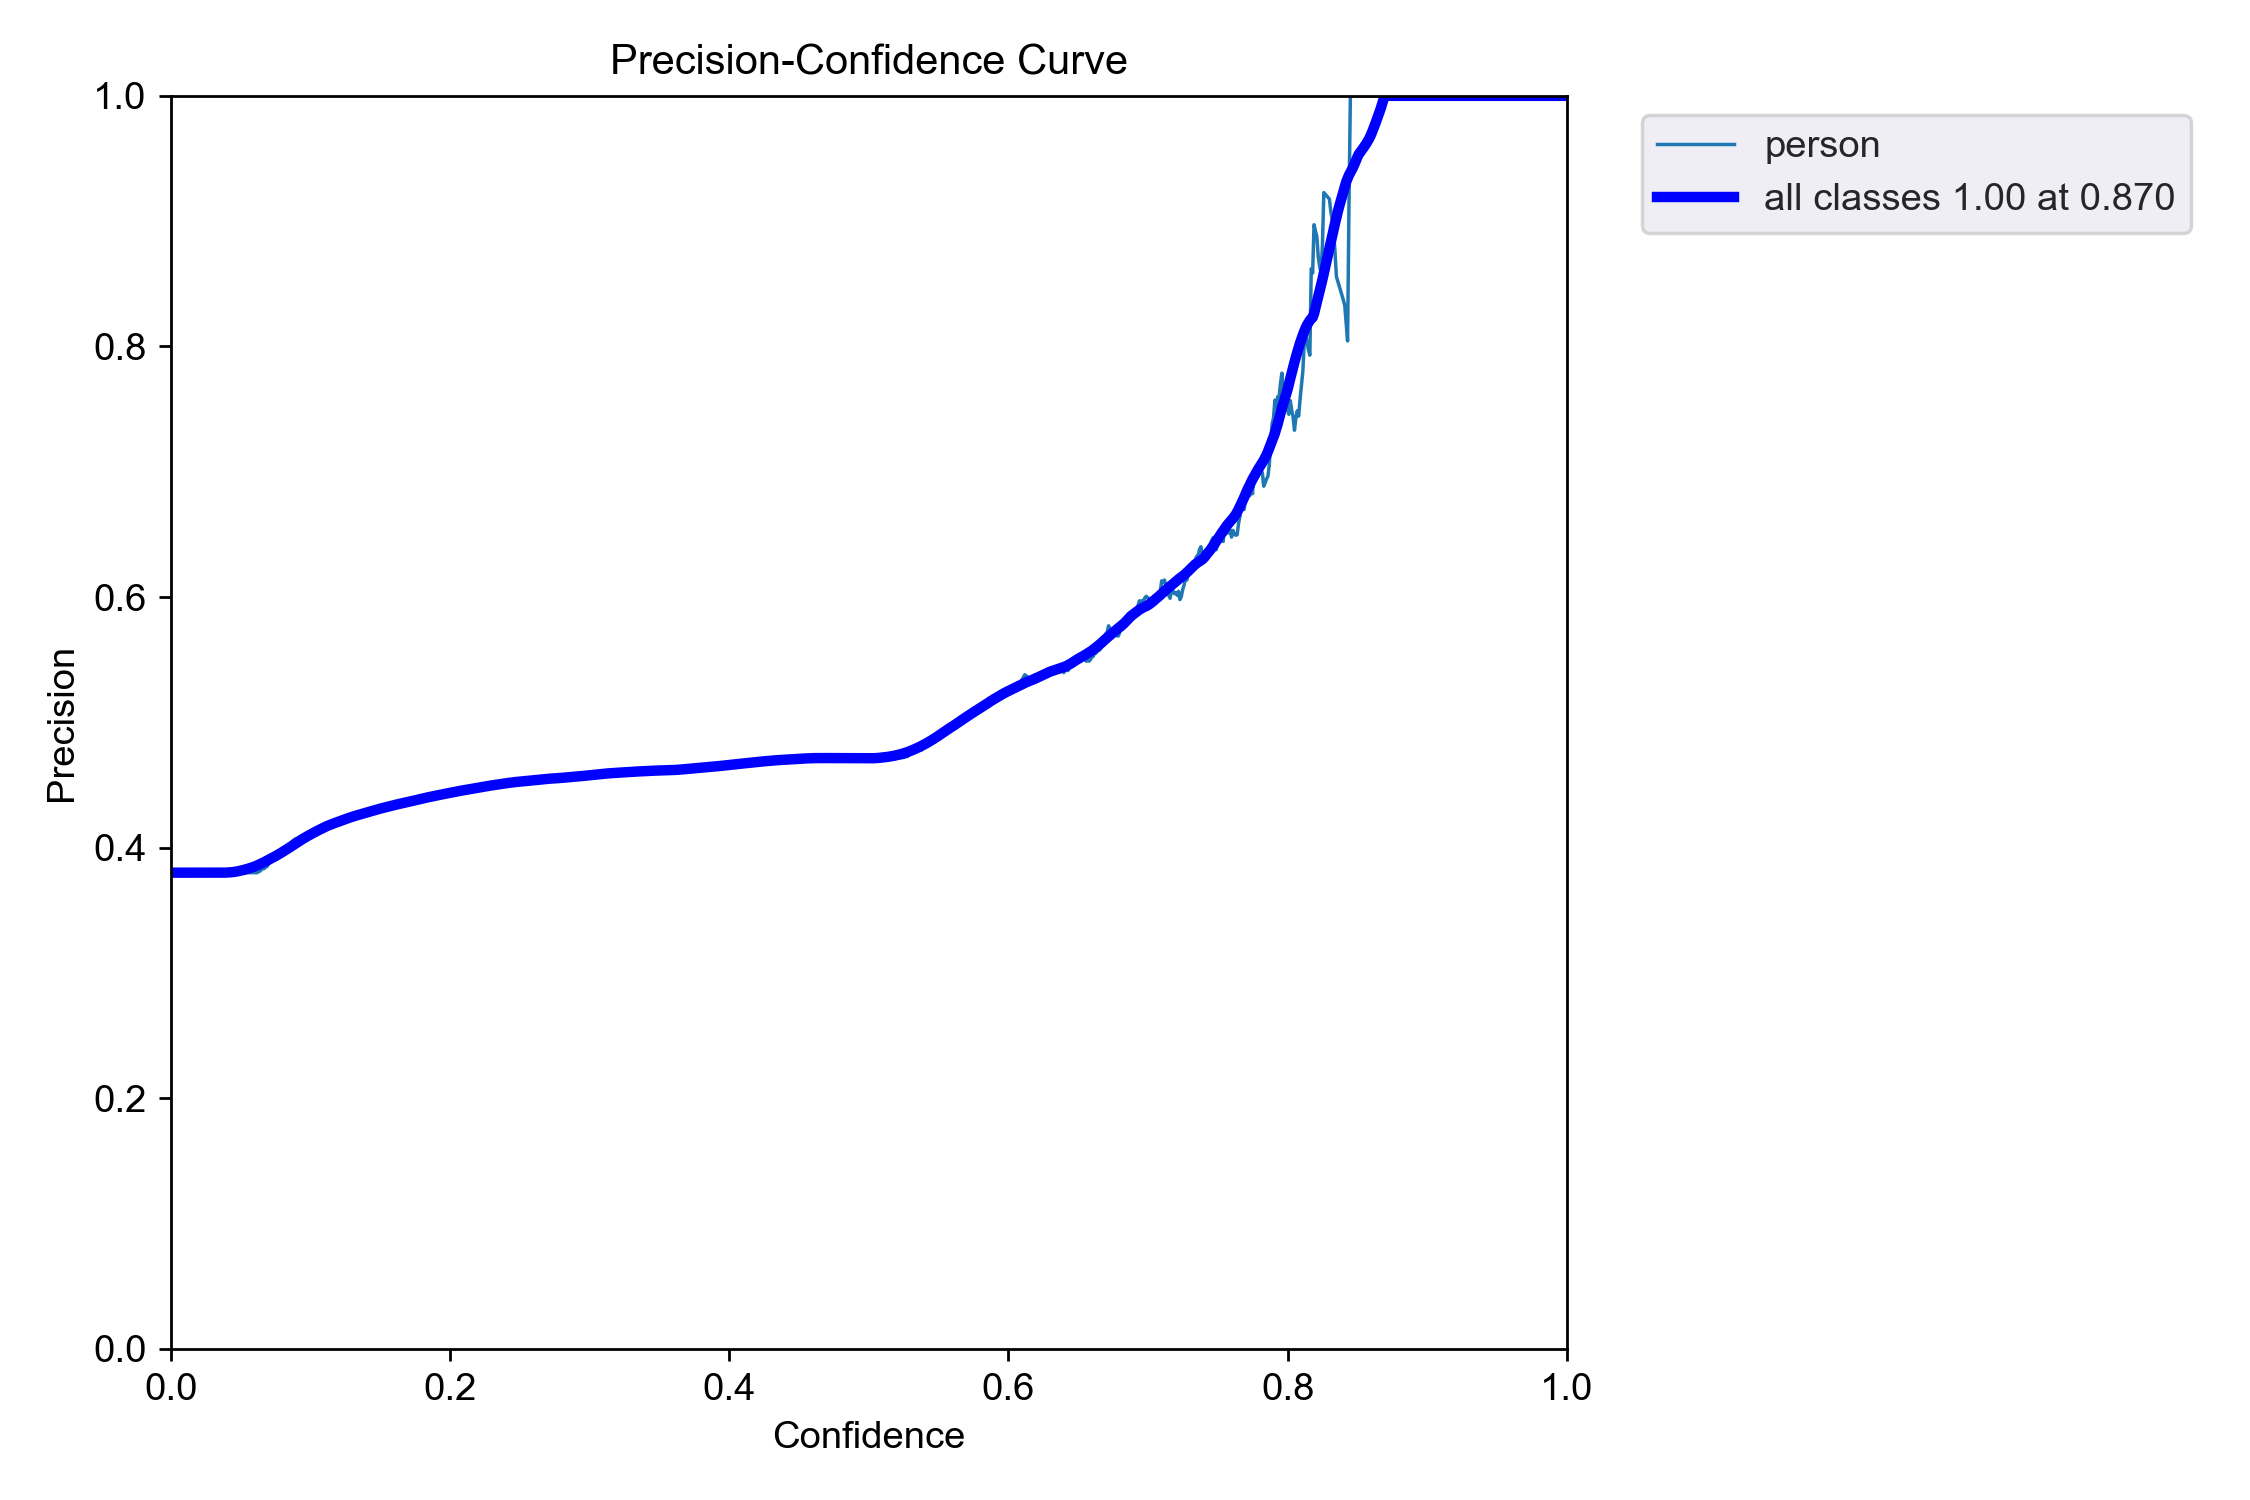 Precision-Confidence Curve
1.0
0.8
0.6
0.4
0.2
0.0
Precision
0.0 0.2 0.4 0.6 0.8 1.0
Confidence
person
all classes 1.00 at 0.870